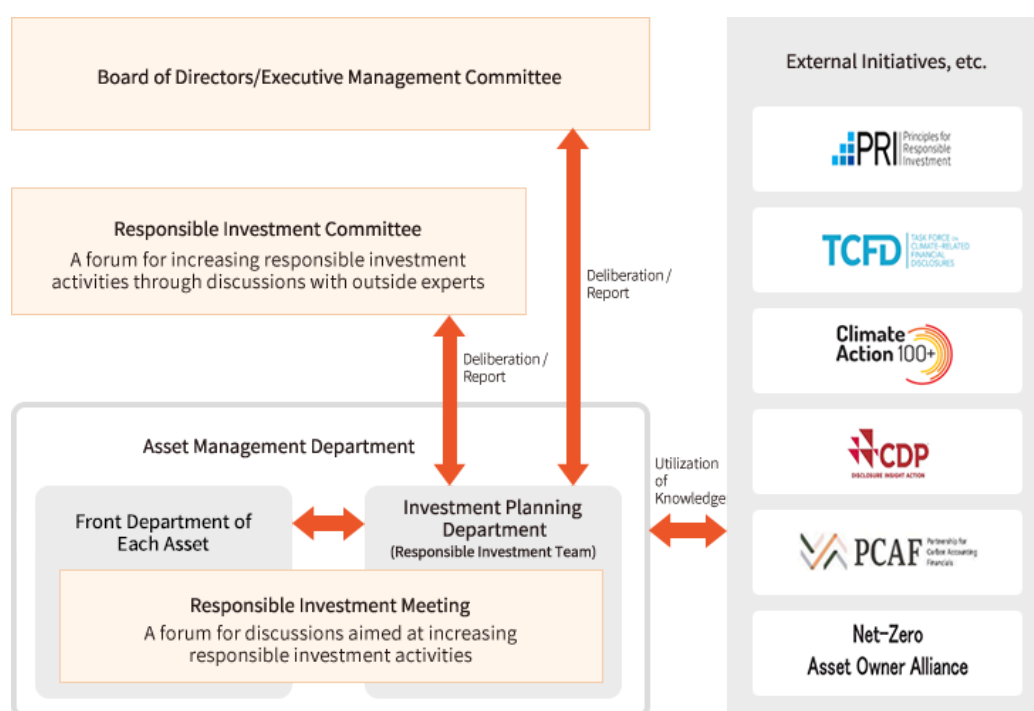 Board of Directors/Executive Management Committee
Responsible Investment Committee
A forum for increasing responsible investment
activities through discussions with outside experts
Deliberation /
Report
Deliberation /
Report
Asset Management Department
Front Department of
Each Asset
Investment Planning
Department
(Responsible Investment Team)
Responsible Investment Meeting
A forum for discussions aimed at increasing
responsible investment activities
Utilization
of
Knowledge
External Initiatives, etc.
PRI
Principles for
Responsible
Investment
TCFD
TASK FORCE ON
CLIMATE-RELATED
FINANCIAL
DISCLOSURES
Climate
Action 100+
CDP
DISCLOSURE INSIGHT ACTION
PCAF
Partnership for
Carbon Accounting
Financials
Net-Zero
Asset Owner Alliance